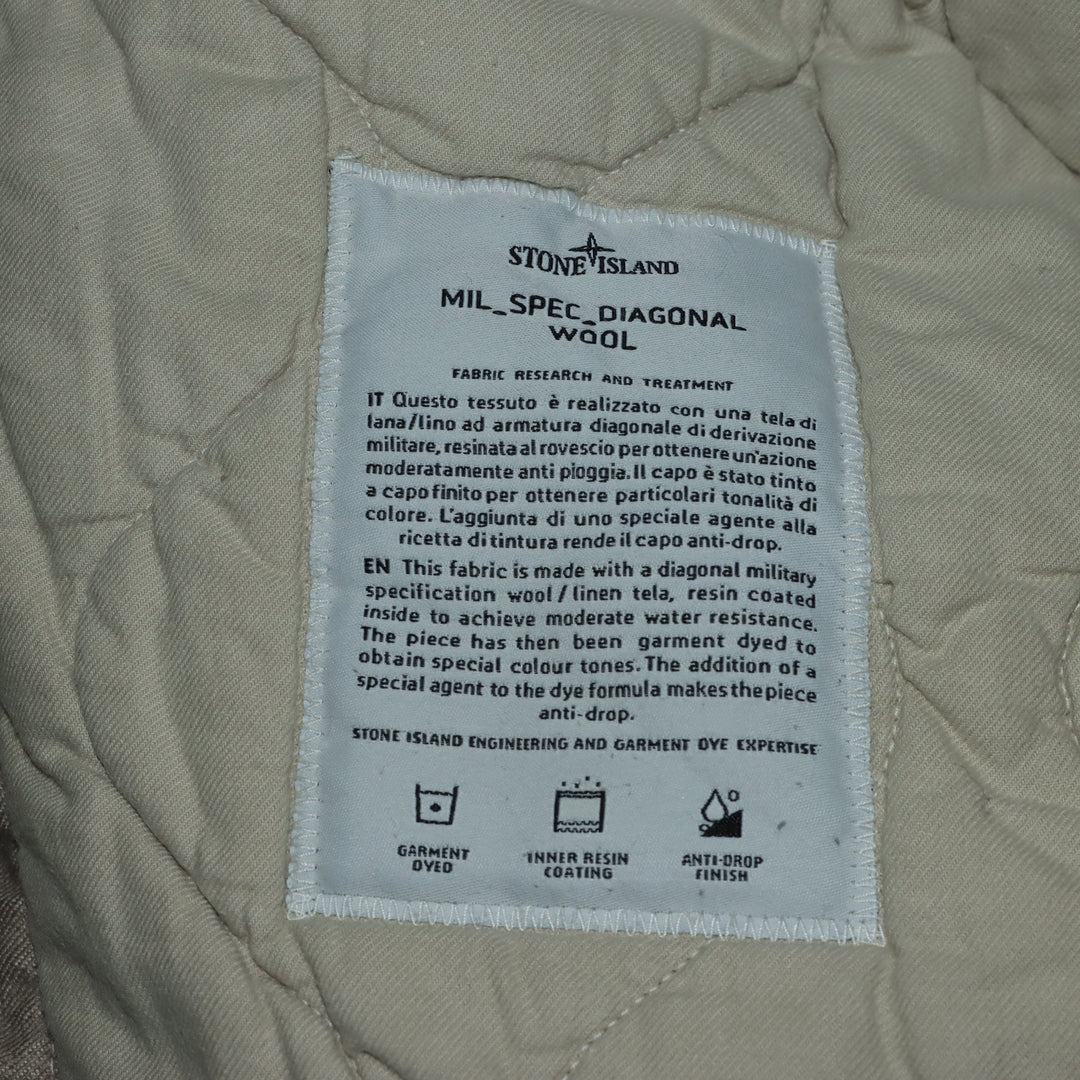 STONE ISLAND
MIL_SPEC_DIAGONAL
WOOL
FABRIC RESEARCH AND TREATMENT
IT Questo tessuto è realizzato con una tela di
lana/lino ad armatura diagonale di derivazione
militare, resinata al rovescio per ottenere un'azione
moderatamente anti pioggia. Il capo è stato tinto
a capo finito per ottenere particolari tonalità di
colore. L'aggiunta di uno speciale agente alla
ricetta di tintura rende il capo anti-drop.
EN This fabric is made with a diagonal military
specification wool/linen tela, resin coated
inside to achieve moderate water resistance.
The piece has then been garment dyed to
obtain special colour tones. The addition of a
special agent to the dye formula makes the piece
anti-drop.
STONE ISLAND ENGINEERING AND GARMENT DYE EXPERTISE
GARMENT DYED
INNER RESIN COATING
ANTI-DROP FINISH